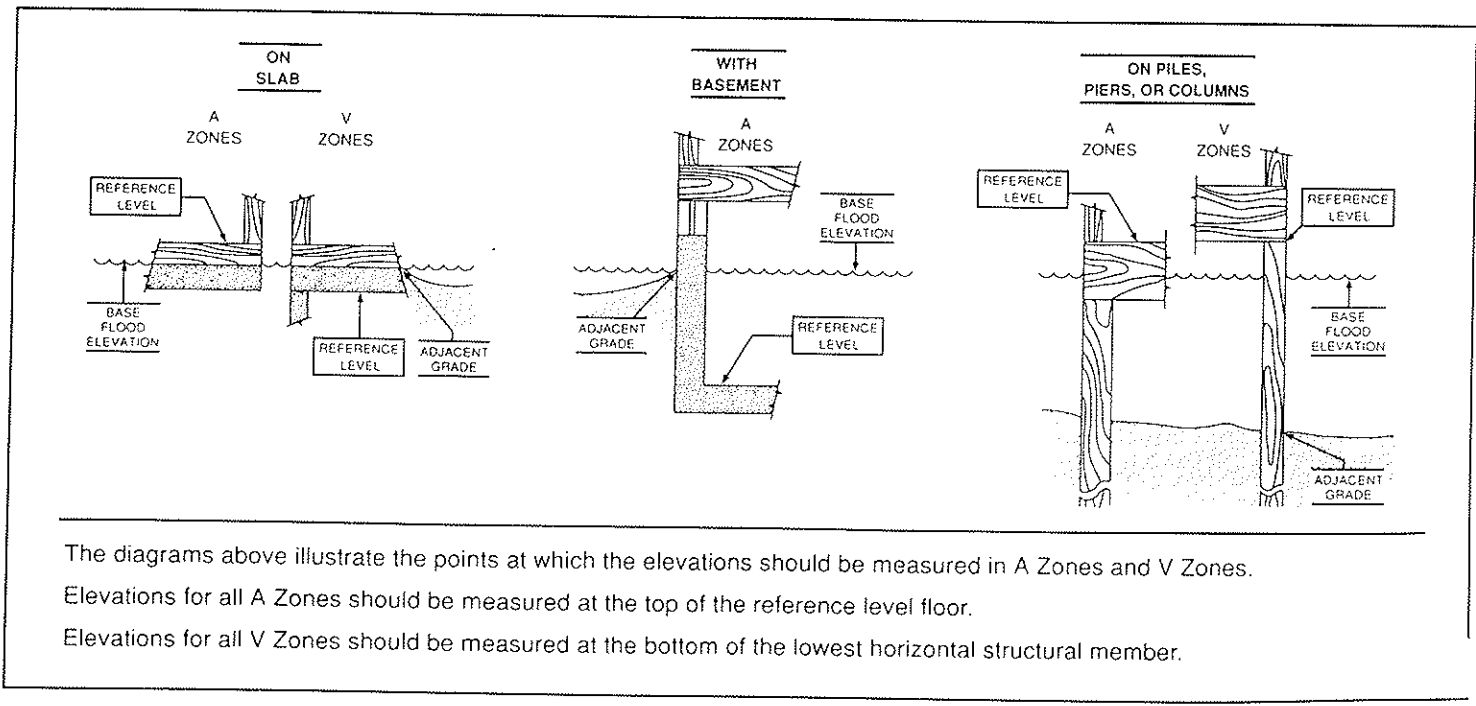 ON
SLAB
A
ZONES
V
ZONES
REFERENCE
LEVEL
BASE
FLOOD
ELEVATION
REFERENCE
LEVEL
ADJACENT
GRADE
WITH
BASEMENT
A
ZONES
BASE
FLOOD
ELEVATION
ADJACENT
GRADE
REFERENCE
LEVEL
ON PILES,
PIERS, OR COLUMNS
A
ZONES
V
ZONES
REFERENCE
LEVEL
REFERENCE
LEVEL
BASE
FLOOD
ELEVATION
ADJACENT
GRADE
The diagrams above illustrate the points at which the elevations should be measured in A Zones and V Zones.
Elevations for all A Zones should be measured at the top of the reference level floor.
Elevations for all V Zones should be measured at the bottom of the lowest horizontal structural member.